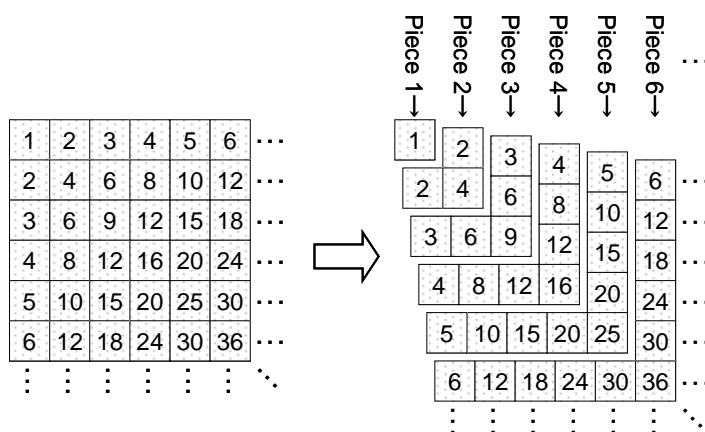 Piece 1→
Piece 2→
Piece 3→
Piece 4→
Piece 5→
Piece 6→
...
1 2 3 4 5 6 ...
2 4 6 8 10 12 ...
3 6 9 12 15 18 ...
4 8 12 16 20 24 ...
5 10 15 20 25 30 ...
6 12 18 24 30 36 ...
1 2 3 4 5 6 ...
2 4 6 8 10 12 ...
3 6 9 12 15 18 ...
4 8 12 16 20 24 ...
5 10 15 20 25 30 ...
6 12 18 24 30 36 ...